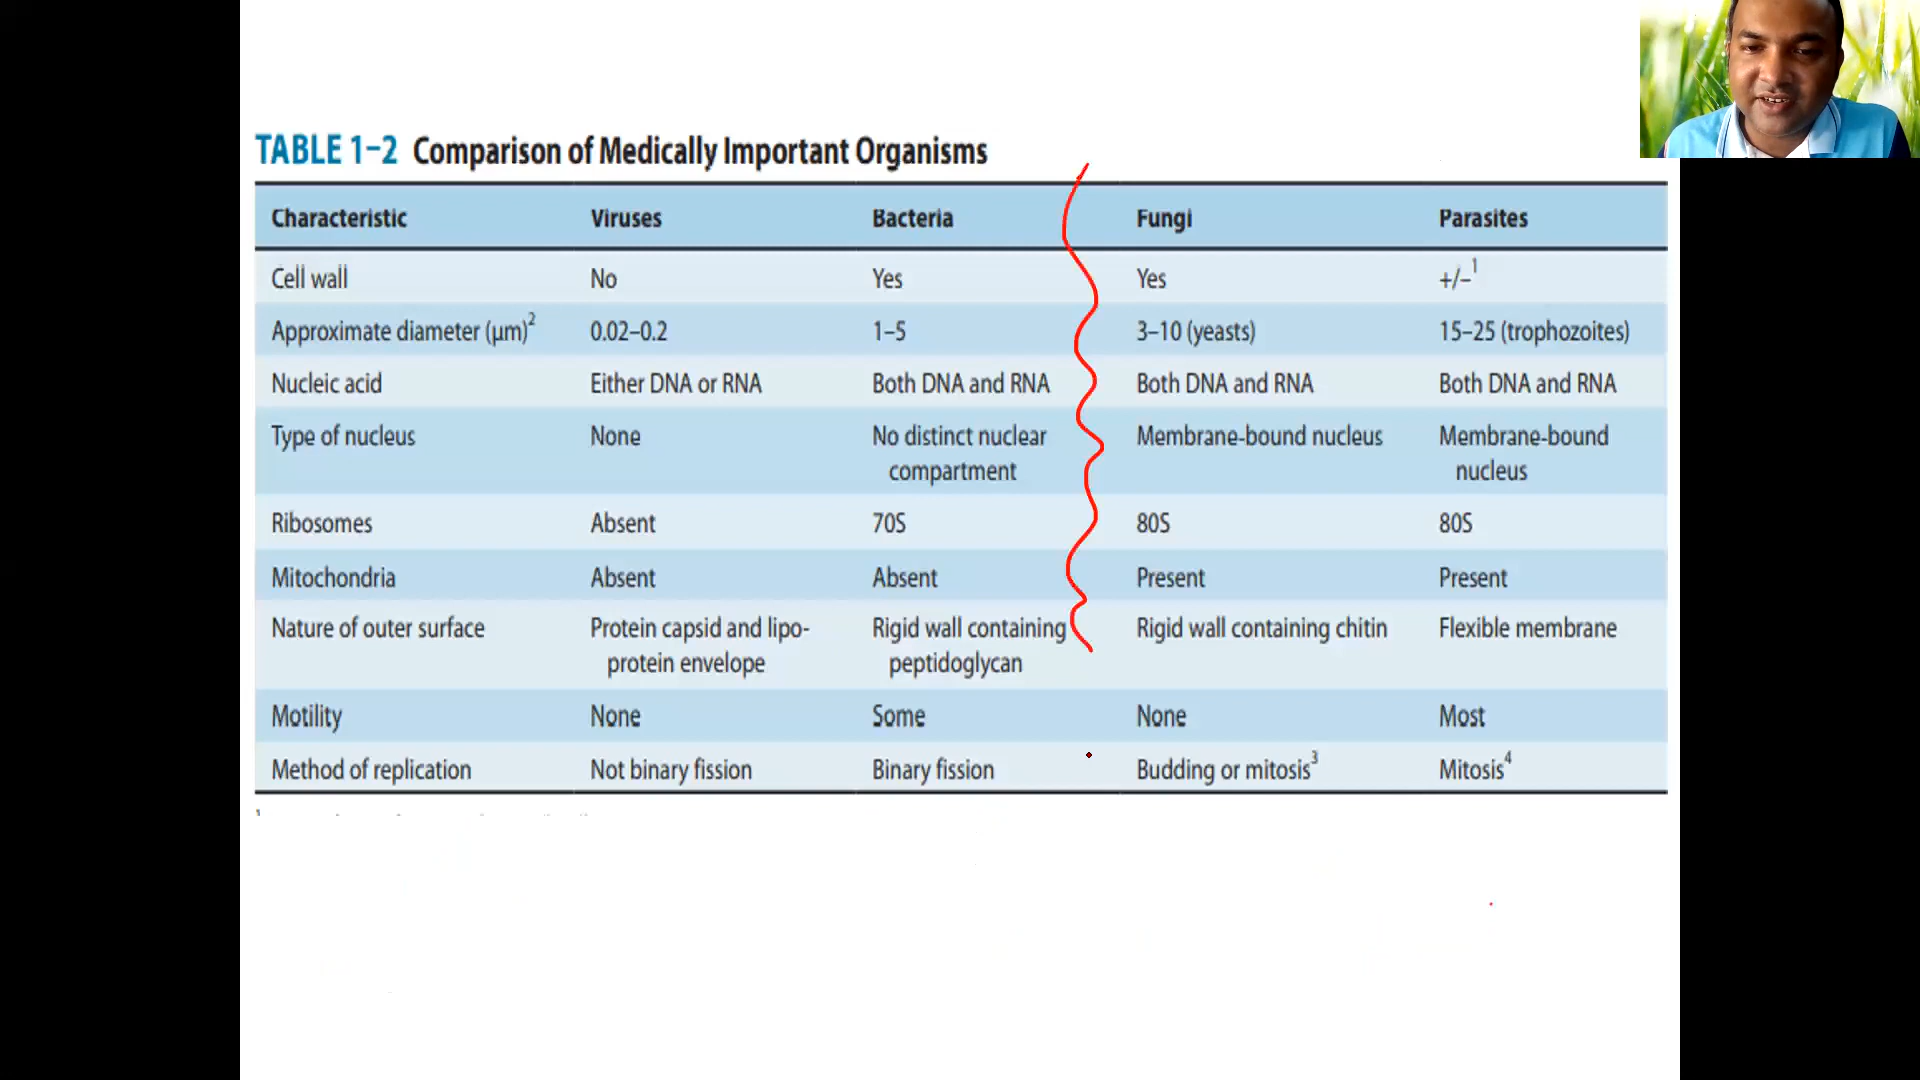 TABLE 1–2 Comparison of Medically Important Organisms
Characteristic Viruses Bacteria Fungi Parasites
Cell wall No Yes Yes +/–1
Approximate diameter (μm)2 0.02–0.2 1–5 3–10 (yeasts) 15–25 (trophozoites)
Nucleic acid Either DNA or RNA Both DNA and RNA Both DNA and RNA Both DNA and RNA
Type of nucleus None No distinct nuclear Membrane-bound nucleus Membrane-bound
compartment nucleus
Ribosomes Absent 70S 80S 80S
Mitochondria Absent Absent Present Present
Nature of outer surface Protein capsid and lipo- Rigid wall containing Rigid wall containing chitin Flexible membrane
protein envelope peptidoglycan
Motility None Some None Most
Method of replication Not binary fission Binary fission Budding or mitosis3 Mitosis4